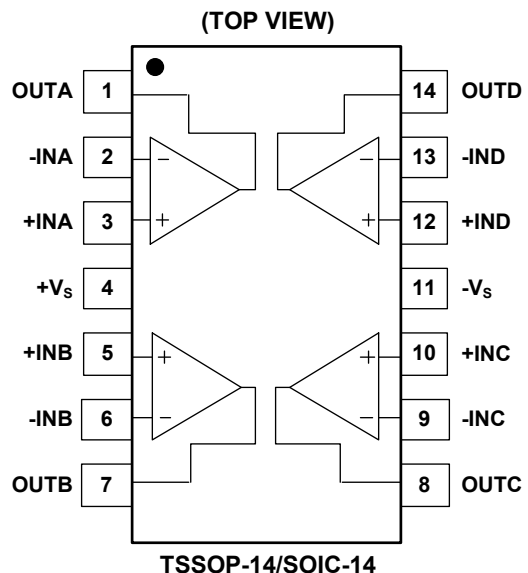 (TOP VIEW)
OUTA 1 14 OUTD
-INA 2 − − 13 -IND
+INA 3 + + 12 +IND
+VS 4 11 -VS
+INB 5 + + 10 +INC
-INB 6 − − 9 -INC
OUTB 7 8 OUTC
TSSOP-14/SOIC-14